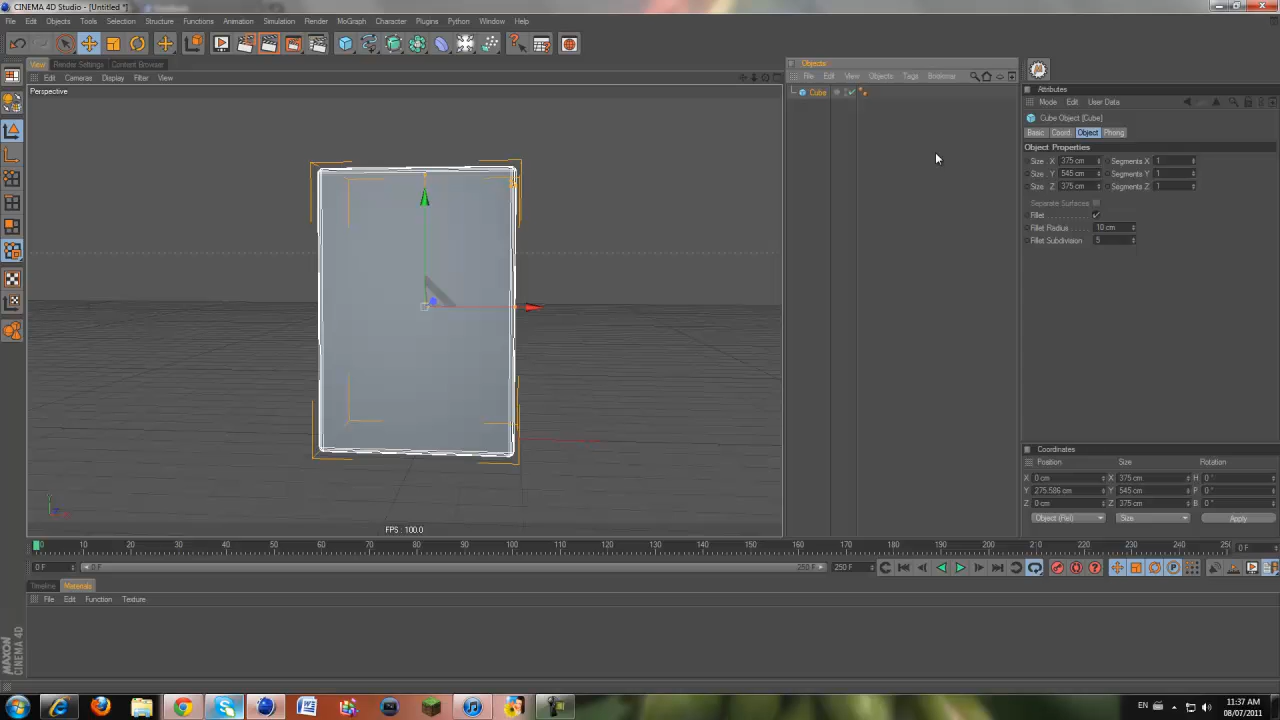 CINEMA 4D Studio - [Untitled *]
File Edit Objects Tools Selection Structure Functions Animation Simulation Render MoGraph Character Plugins Python Window Help
View Render Settings Content Browser
Edit Cameras Display Filter View
Perspective
FPS : 100.0
Objects
File Edit View Objects Tags Bookmar
Cube
Attributes
Mode Edit User Data
Cube Object [Cube]
Basic Coord. Object Phong
Object Properties
Size . X 375 cm Segments X 1
Size . Y 545 cm Segments Y 1
Size . Z 375 cm Segments Z 1
Separate Surfaces
Fillet
Fillet Radius 10 cm
Fillet Subdivision 5
Coordinates
Position Size Rotation
X 0 cm X 375 cm H 0 °
Y 275.586 cm Y 545 cm P 0 °
Z 0 cm Z 375 cm B 0 °
Object (Rel) Size Apply
0 10 20 30 40 50 60 70 80 90 100 110 120 130 140 150 160 170 180 190 200 210 220 230 240 25 0 F
0 F 0 F 250 F 250 F
Timeline Materials
File Edit Function Texture
MAXON
CINEMA 4D
EN 11:37 AM
08/07/2011